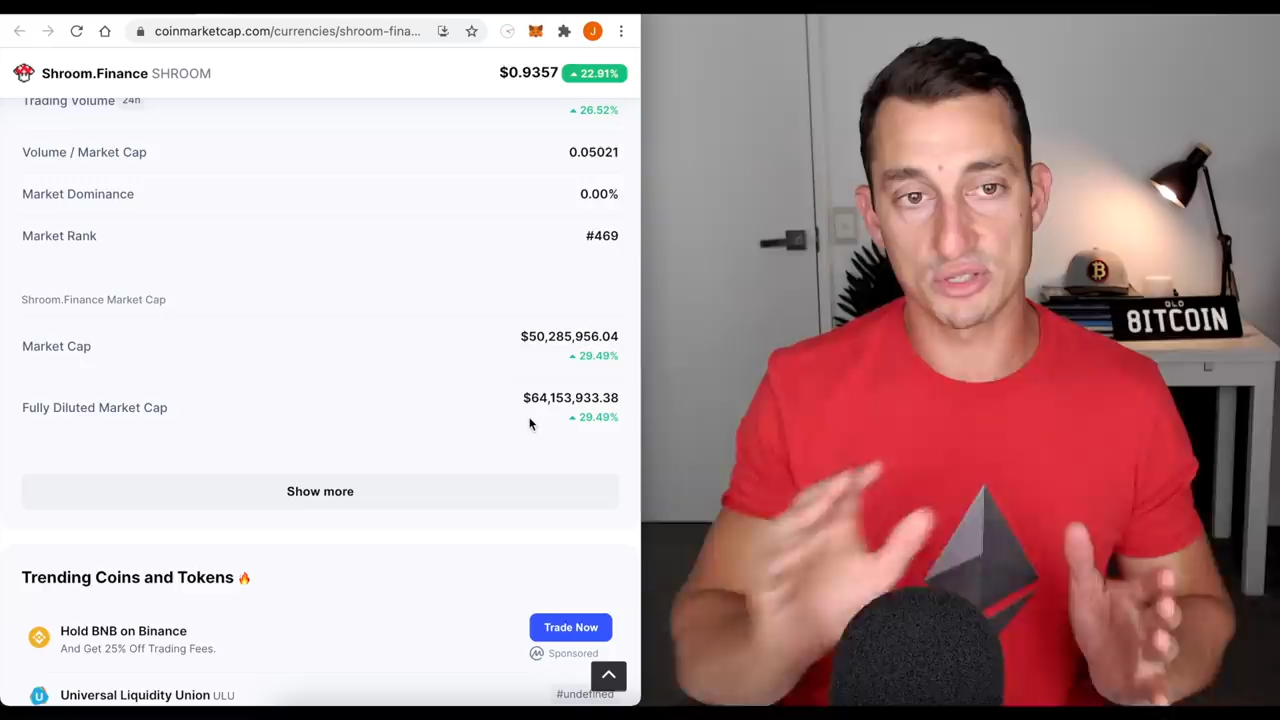 coinmarketcap.com/currencies/shroom-fina...
J
Shroom.Finance SHROOM
$0.9357 22.91%
Trading Volume 24h
26.52%
Volume / Market Cap 0.05021
Market Dominance 0.00%
Market Rank #469
Shroom.Finance Market Cap
Market Cap $50,285,956.04
29.49%
Fully Diluted Market Cap $64,153,933.38
29.49%
Show more
Trending Coins and Tokens
Hold BNB on Binance
And Get 25% Off Trading Fees.
Trade Now
Sponsored
Universal Liquidity Union ULU #undefined
QLD
8ITCOIN